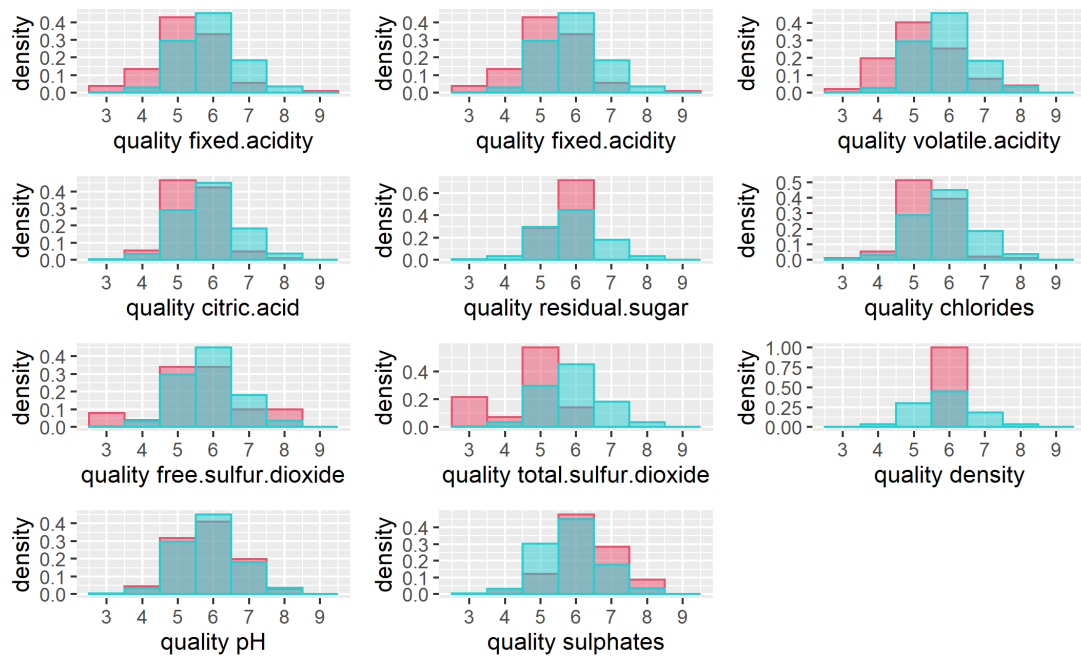 density
0.4
0.3
0.2
0.1
0.0
3 4 5 6 7 8 9
quality fixed.acidity
density
0.4
0.3
0.2
0.1
0.0
3 4 5 6 7 8 9
quality fixed.acidity
density
0.4
0.3
0.2
0.1
0.0
3 4 5 6 7 8 9
quality volatile.acidity
density
0.4
0.3
0.2
0.1
0.0
3 4 5 6 7 8 9
quality citric.acid
density
0.6
0.4
0.2
0.0
3 4 5 6 7 8 9
quality residual.sugar
density
0.5
0.4
0.3
0.2
0.1
0.0
3 4 5 6 7 8 9
quality chlorides
density
0.4
0.3
0.2
0.1
0.0
3 4 5 6 7 8 9
quality free.sulfur.dioxide
density
0.4
0.2
0.0
3 4 5 6 7 8 9
quality total.sulfur.dioxide
density
1.00
0.75
0.50
0.25
0.00
3 4 5 6 7 8 9
quality density
density
0.4
0.3
0.2
0.1
0.0
3 4 5 6 7 8 9
quality pH
density
0.4
0.3
0.2
0.1
0.0
3 4 5 6 7 8 9
quality sulphates